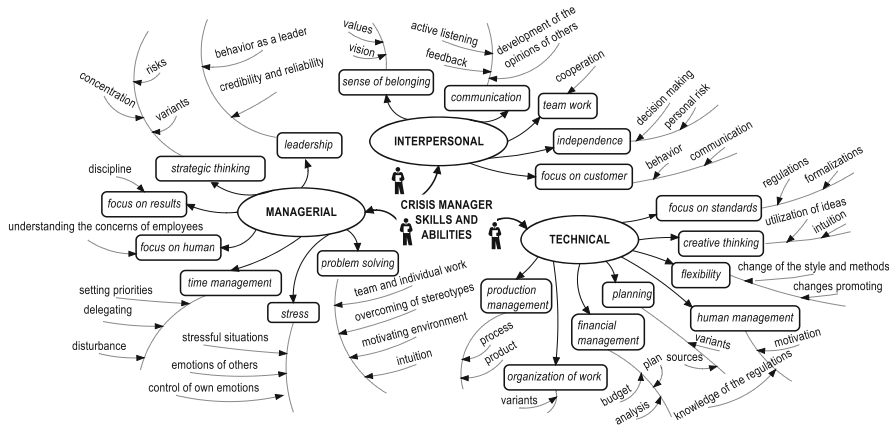 values
vision
sense of belonging
active listening
feedback
development of the
opinions of others
communication
cooperation
team work
decision making
personal risk
independence
behavior
communication
focus on customer
INTERPERSONAL
behavior as a leader
credibility and reliability
leadership
risks
concentration
variants
strategic thinking
discipline
focus on results
understanding the concerns of employees
focus on human
MANAGERIAL
CRISIS MANAGER
SKILLS AND
ABILITIES
time management
setting priorities
delegating
disturbance
stress
stressful situations
emotions of others
control of own emotions
problem solving
team and individual work
overcoming of stereotypes
motivating environment
intuition
TECHNICAL
regulations
formalizations
focus on standards
utilization of ideas
intuition
creative thinking
flexibility
change of the style and methods
changes promoting
human management
motivation
knowledge of the regulations
planning
variants
sources
financial
management
plan
budget
analysis
production
management
process
product
organization of work
variants